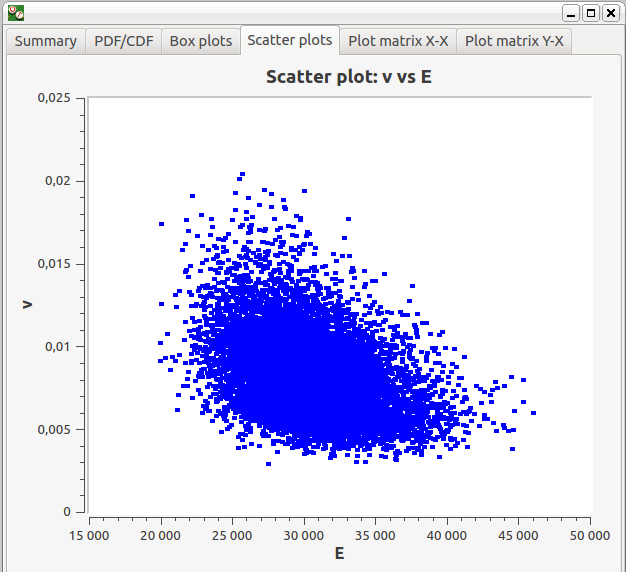 Summary PDF/CDF Box plots Scatter plots Plot matrix X-X Plot matrix Y-X
Scatter plot: v vs E
0,025
0,02
0,015
0,01
0,005
0
v
15 000 20 000 25 000 30 000 35 000 40 000 45 000 50 000
E